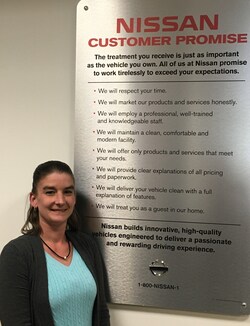 NISSAN
CUSTOMER PROMISE
The treatment you receive is just as important
as the vehicle you own. All of us at Nissan promise
to work tirelessly to exceed your expectations.
• We will respect your time.
• We will market our products and services honestly.
• We will employ a professional, well-trained
and knowledgeable staff.
• We will maintain a clean, comfortable and
modern facility.
• We will offer only products and services that meet
your needs.
• We will provide clear explanations of all pricing
and paperwork.
• We will deliver your vehicle clean with a full
explanation of features.
• We will treat you as a guest in our home.
Nissan builds innovative, high-quality
vehicles engineered to deliver a passionate
and rewarding driving experience.
1-800-NISSAN-1